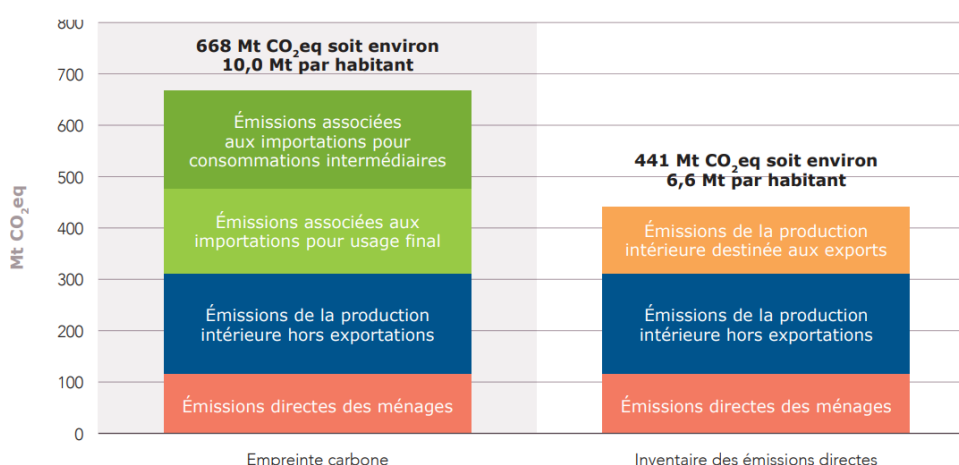 800
700
600
500
400
300
200
100
0
Mt CO₂eq
668 Mt CO₂eq soit environ
10,0 Mt par habitant
Émissions associées
aux importations pour
consommations intermédiaires
Émissions associées aux
importations pour usage final
Émissions de la production
intérieure hors exportations
Émissions directes des ménages
441 Mt CO₂eq soit environ
6,6 Mt par habitant
Émissions de la production
intérieure destinée aux exports
Émissions de la production
intérieure hors exportations
Émissions directes des ménages
Empreinte carbone
Inventaire des émissions directes